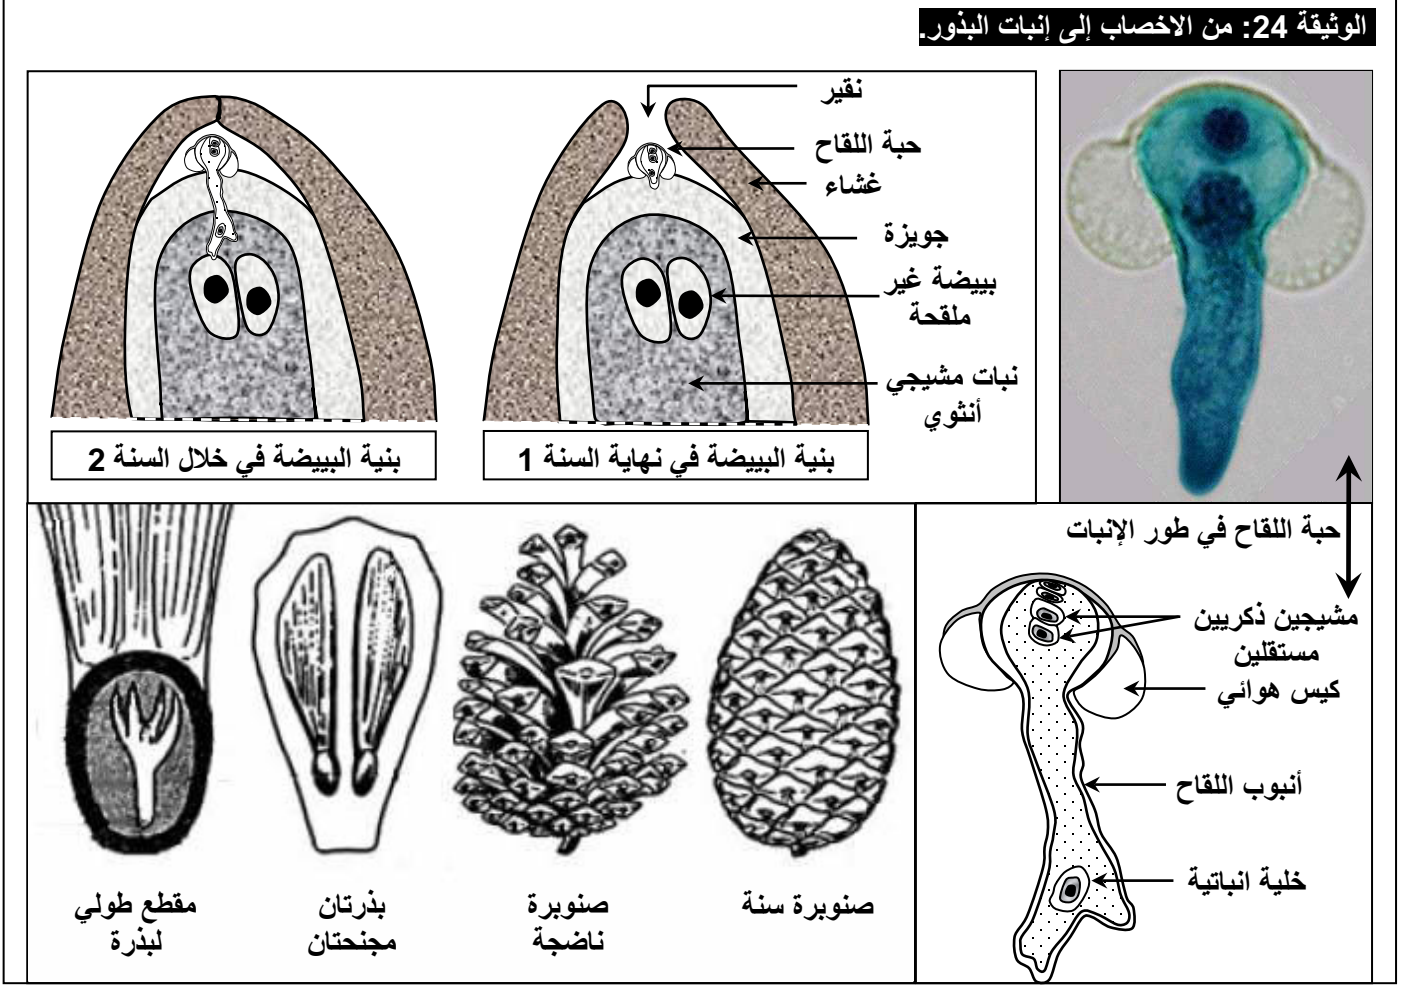 الوثيقة 24: من الاخصاب إلى إنبات البذور.
نقير
حبة اللقاح
غشاء
جويزة
بييضة غير
ملقحة
نبات مشيجي
أنثوي
بنية البييضة في نهاية السنة 1
بنية البييضة في خلال السنة 2
حبة اللقاح في طور الإنبات
مشيجين ذكريين
مستقلين
كيس هوائي
أنبوب اللقاح
خلية انباتية
صنوبرة سنة
صنوبرة
ناضجة
بذرتان
مجنحتان
مقطع طولي
لبذرة